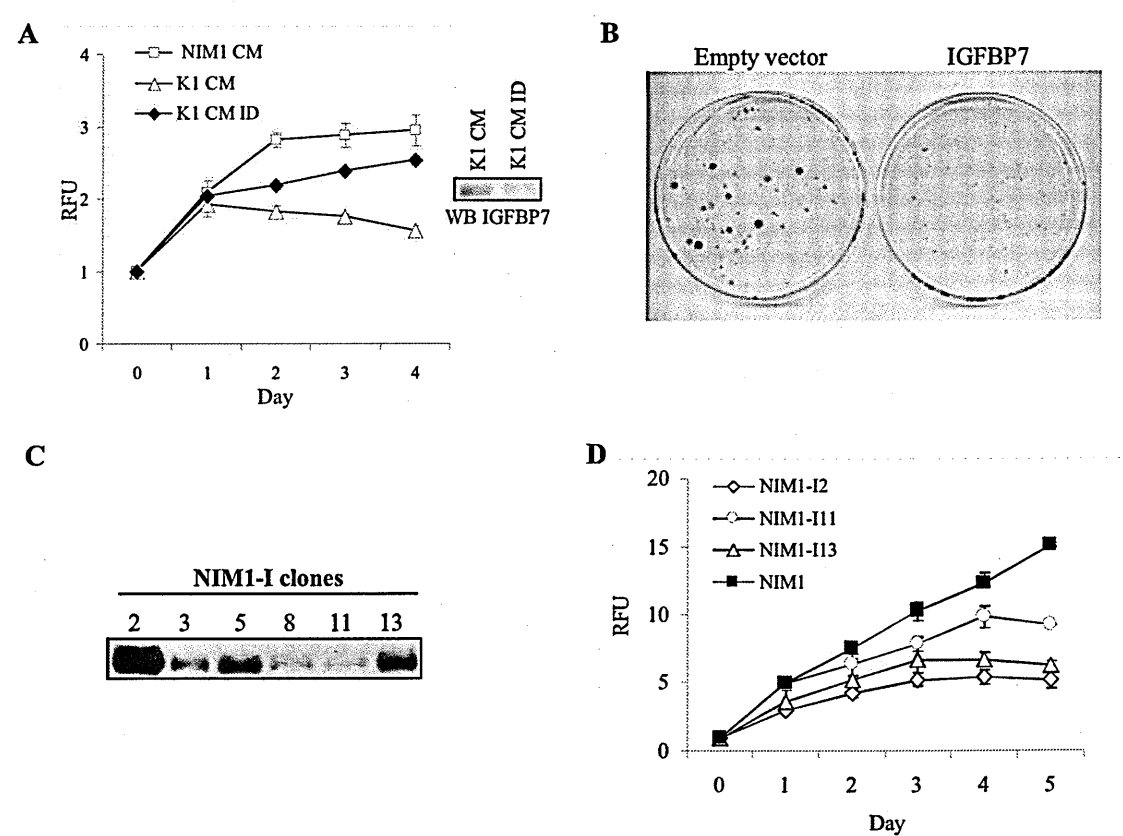 A
4
3
2
1
0
RFU
NIM1 CM
K1 CM
K1 CM ID
0 1 2 3 4
Day
K1 CM
K1 CM ID
WB IGFBP7
B
Empty vector IGFBP7
C
NIM1-I clones
2 3 5 8 11 13
D
20
15
10
5
0
RFU
NIM1-I2
NIM1-I11
NIM1-I13
NIM1
0 1 2 3 4 5
Day